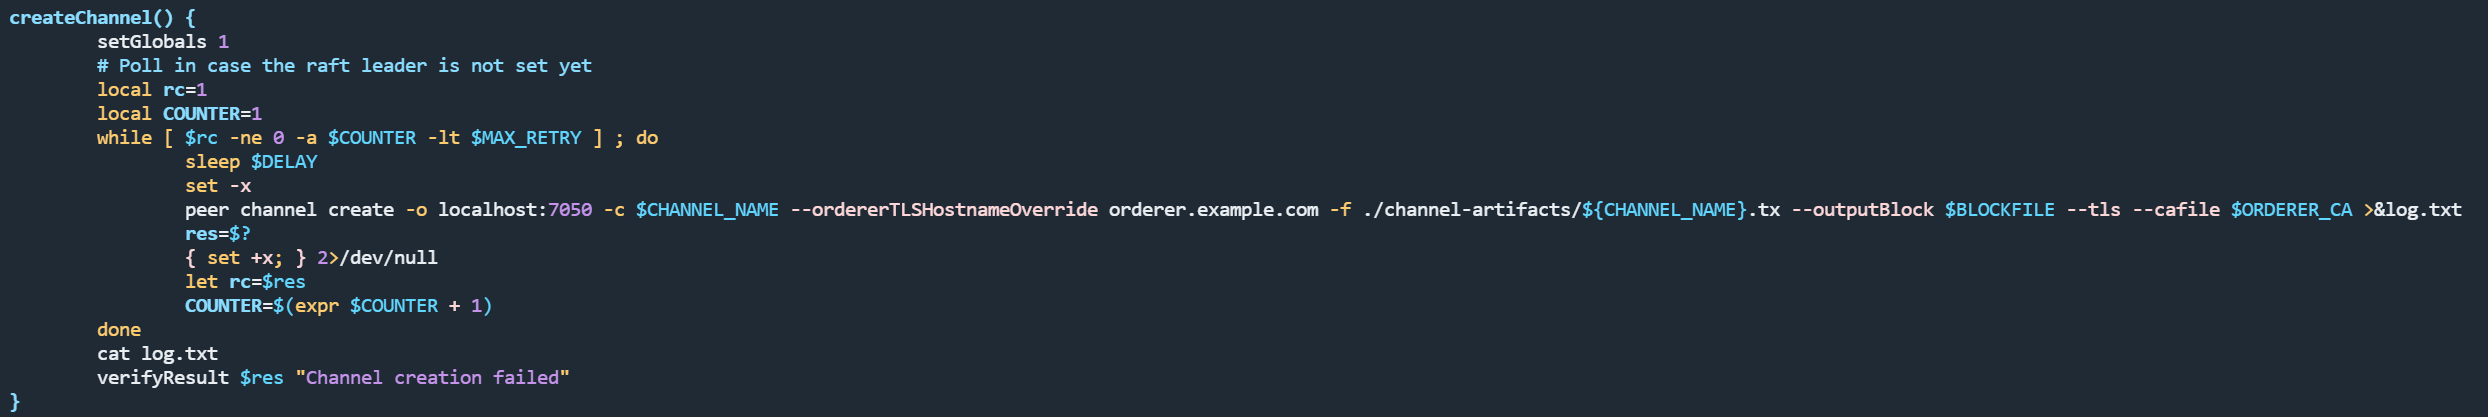 createChannel() {
        setGlobals 1
        # Poll in case the raft leader is not set yet
        local rc=1
        local COUNTER=1
        while [ $rc -ne 0 -a $COUNTER -lt $MAX_RETRY ] ; do
                sleep $DELAY
                set -x
                peer channel create -o localhost:7050 -c $CHANNEL_NAME --ordererTLSHostnameOverride orderer.example.com -f ./channel-artifacts/${CHANNEL_NAME}.tx --outputBlock $BLOCKFILE --tls --cafile $ORDERER_CA >&log.txt
                res=$?
                { set +x; } 2>/dev/null
                let rc=$res
                COUNTER=$(expr $COUNTER + 1)
        done
        cat log.txt
        verifyResult $res "Channel creation failed"
}